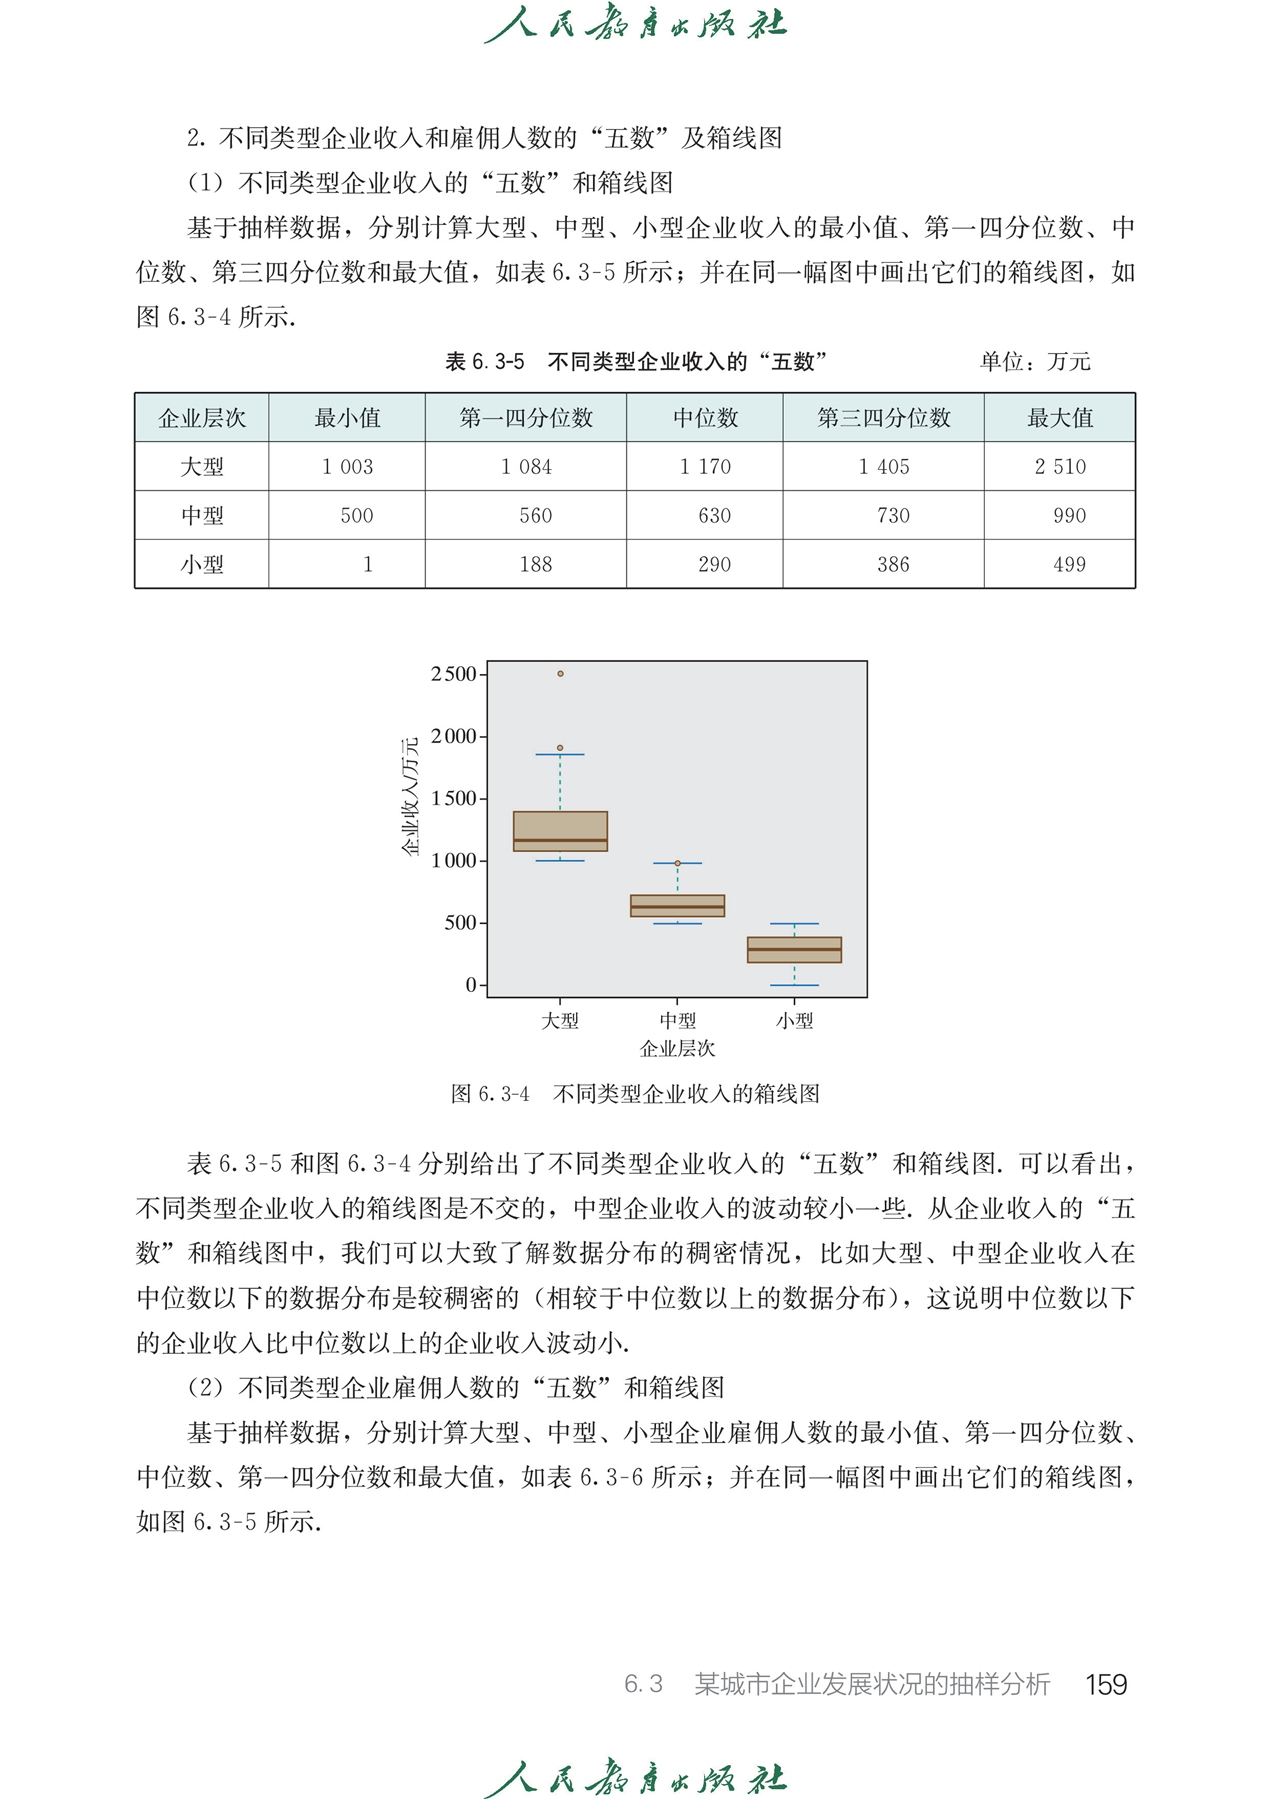 人民教育出版社
2. 不同类型企业收入和雇佣人数的“五数”及箱线图
（1）不同类型企业收入的“五数”和箱线图
基于抽样数据，分别计算大型、中型、小型企业收入的最小值、第一四分位数、中
位数、第三四分位数和最大值，如表 6.3-5 所示；并在同一幅图中画出它们的箱线图，如
图 6.3-4 所示.
表 6.3-5 不同类型企业收入的“五数” 单位：万元
企业层次 最小值 第一四分位数 中位数 第三四分位数 最大值
大型 1 003 1 084 1 170 1 405 2 510
中型 500 560 630 730 990
小型 1 188 290 386 499
企业收入/万元
2 500
2 000
1 500
1 000
500
0
大型 中型 小型
企业层次
图 6.3-4 不同类型企业收入的箱线图
表 6.3-5 和图 6.3-4 分别给出了不同类型企业收入的“五数”和箱线图. 可以看出，
不同类型企业收入的箱线图是不交的，中型企业收入的波动较小一些. 从企业收入的“五
数”和箱线图中，我们可以大致了解数据分布的稠密情况，比如大型、中型企业收入在
中位数以下的数据分布是较稠密的（相较于中位数以上的数据分布），这说明中位数以下
的企业收入比中位数以上的企业收入波动小.
（2）不同类型企业雇佣人数的“五数”和箱线图
基于抽样数据，分别计算大型、中型、小型企业雇佣人数的最小值、第一四分位数、
中位数、第一四分位数和最大值，如表 6.3-6 所示；并在同一幅图中画出它们的箱线图，
如图 6.3-5 所示.
6.3 某城市企业发展状况的抽样分析 159
人民教育出版社